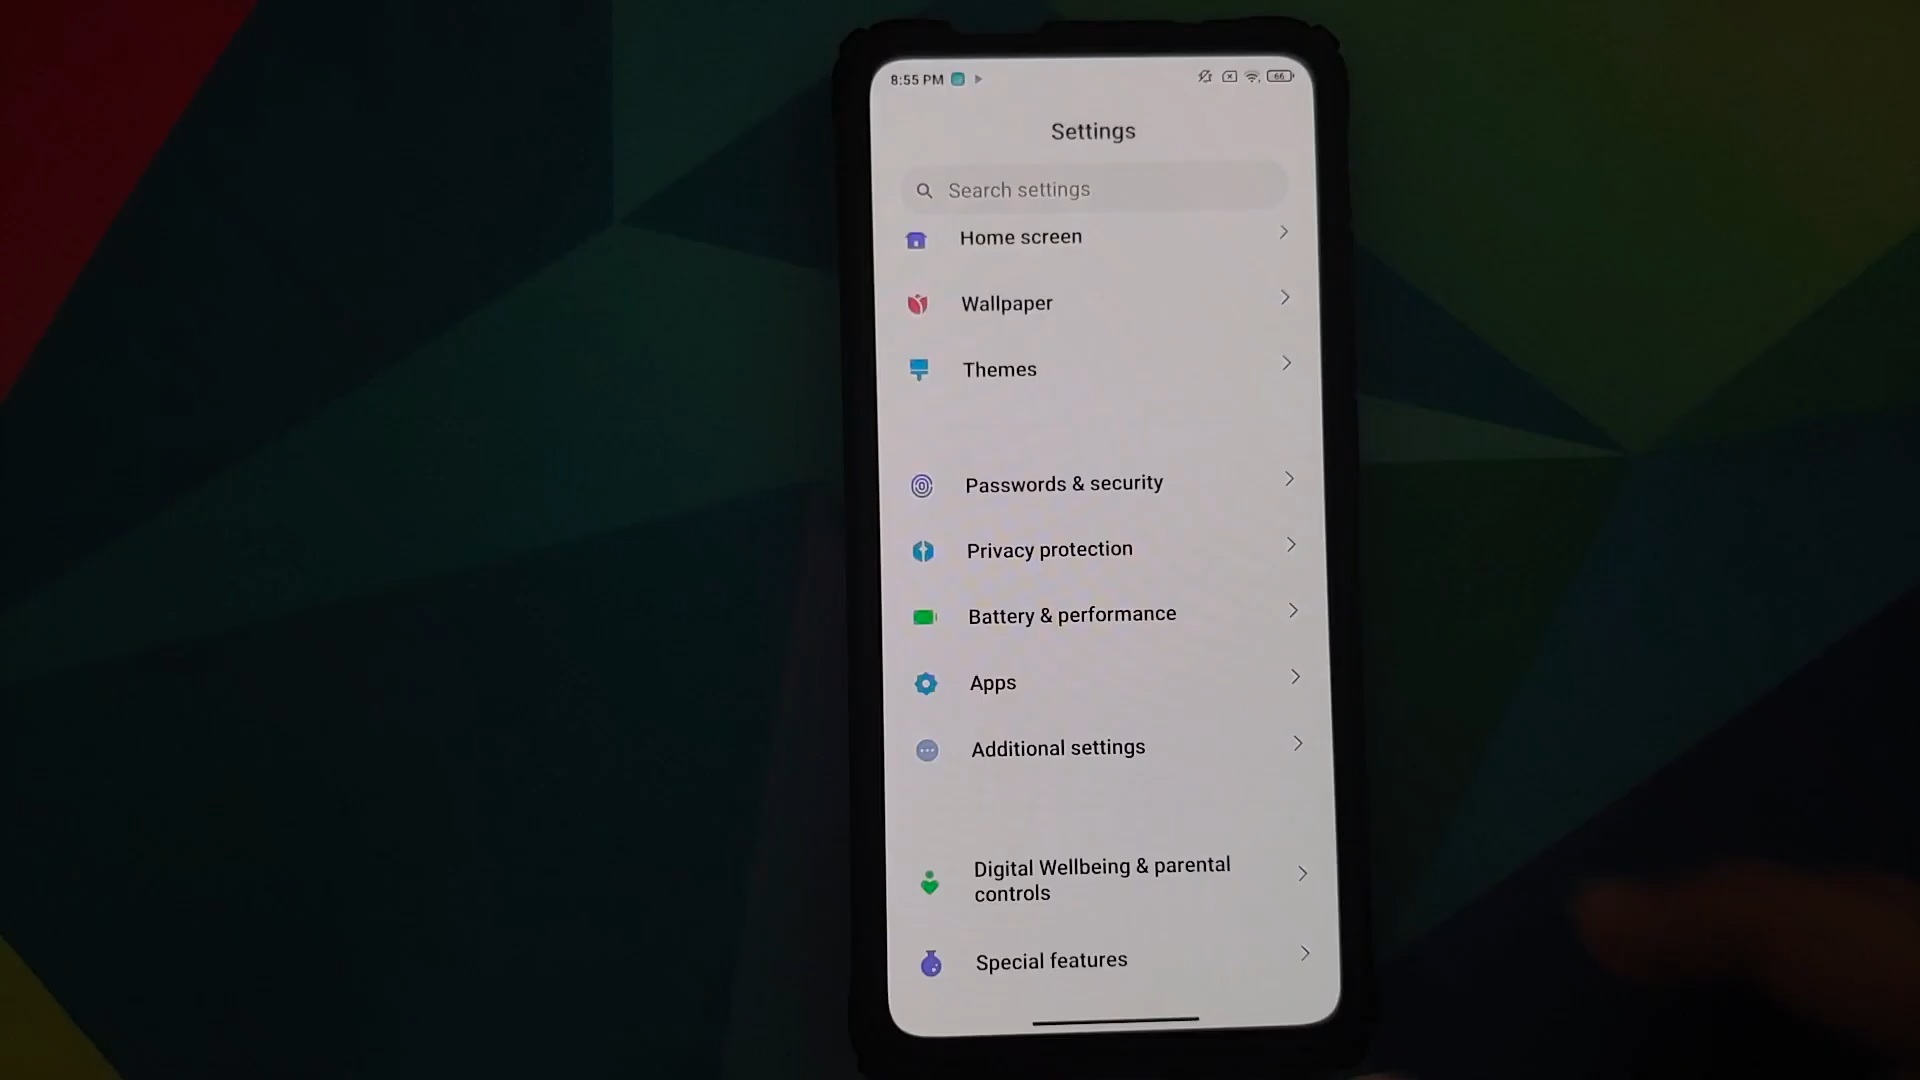 8:55 PM
66
Settings
Search settings
Home screen
Wallpaper
Themes
Passwords & security
Privacy protection
Battery & performance
Apps
Additional settings
Digital Wellbeing & parental
controls
Special features